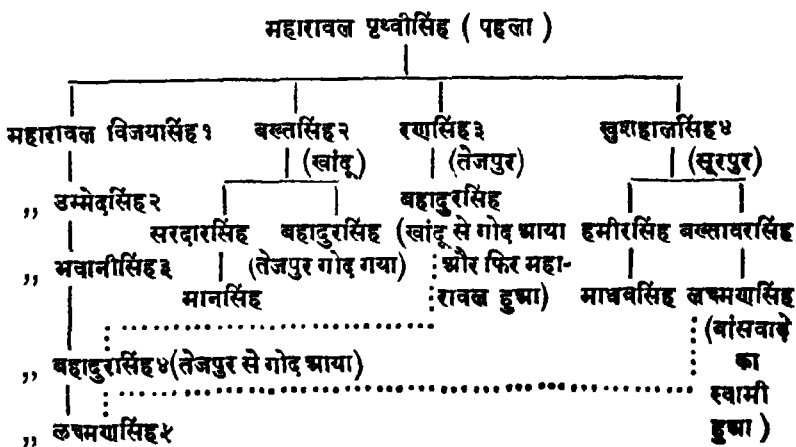 महारावल पृथ्वीसिंह ( पहला )
महारावल विजयसिंह१ बख्तसिंह२ रणसिंह३ खुशहालसिंह४
(खांदू) (तेजपुर) (सूरपुर)
,, उम्मेदसिंह२ बहादुरसिंह
सरदारसिंह बहादुरसिंह (खांदू से गोद आया हमीरसिंह बख्तावरसिंह
,, भवानीसिंह३ (तेजपुर गोद गया) और फिर महा-
मानसिंह रावल हुआ) माधवसिंह लक्ष्मणसिंह
(बांसवाड़े
,, बहादुरसिंह४(तेजपुर से गोद आया) का
स्वामी
,, लक्ष्मणसिंह५ हुआ )